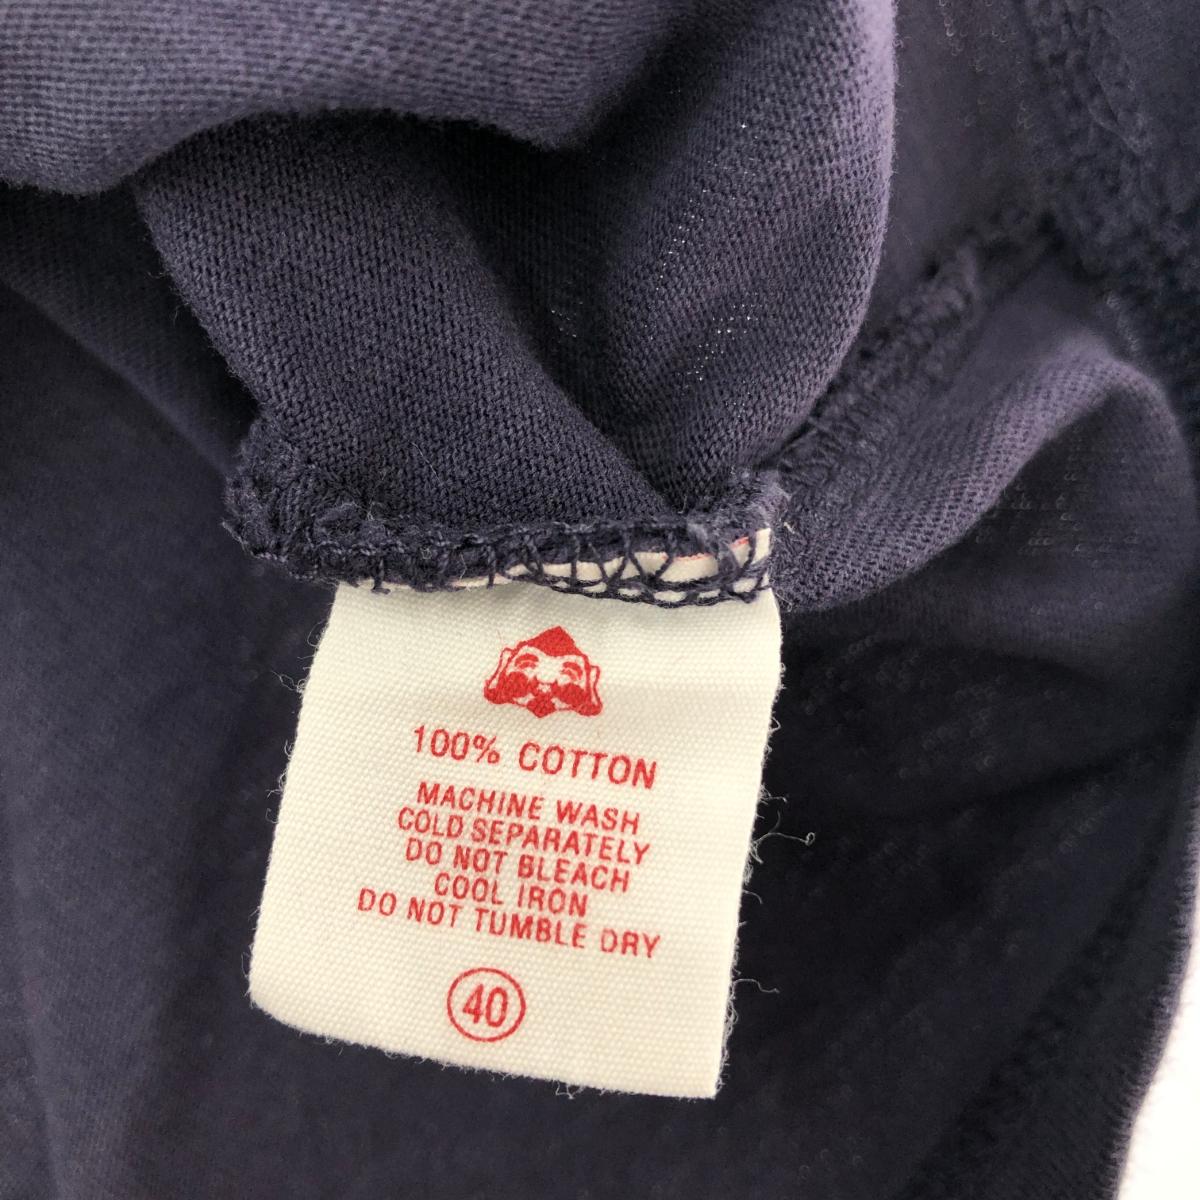 100% COTTON
MACHINE WASH
COLD SEPARATELY
DO NOT BLEACH
COOL IRON
DO NOT TUMBLE DRY
40